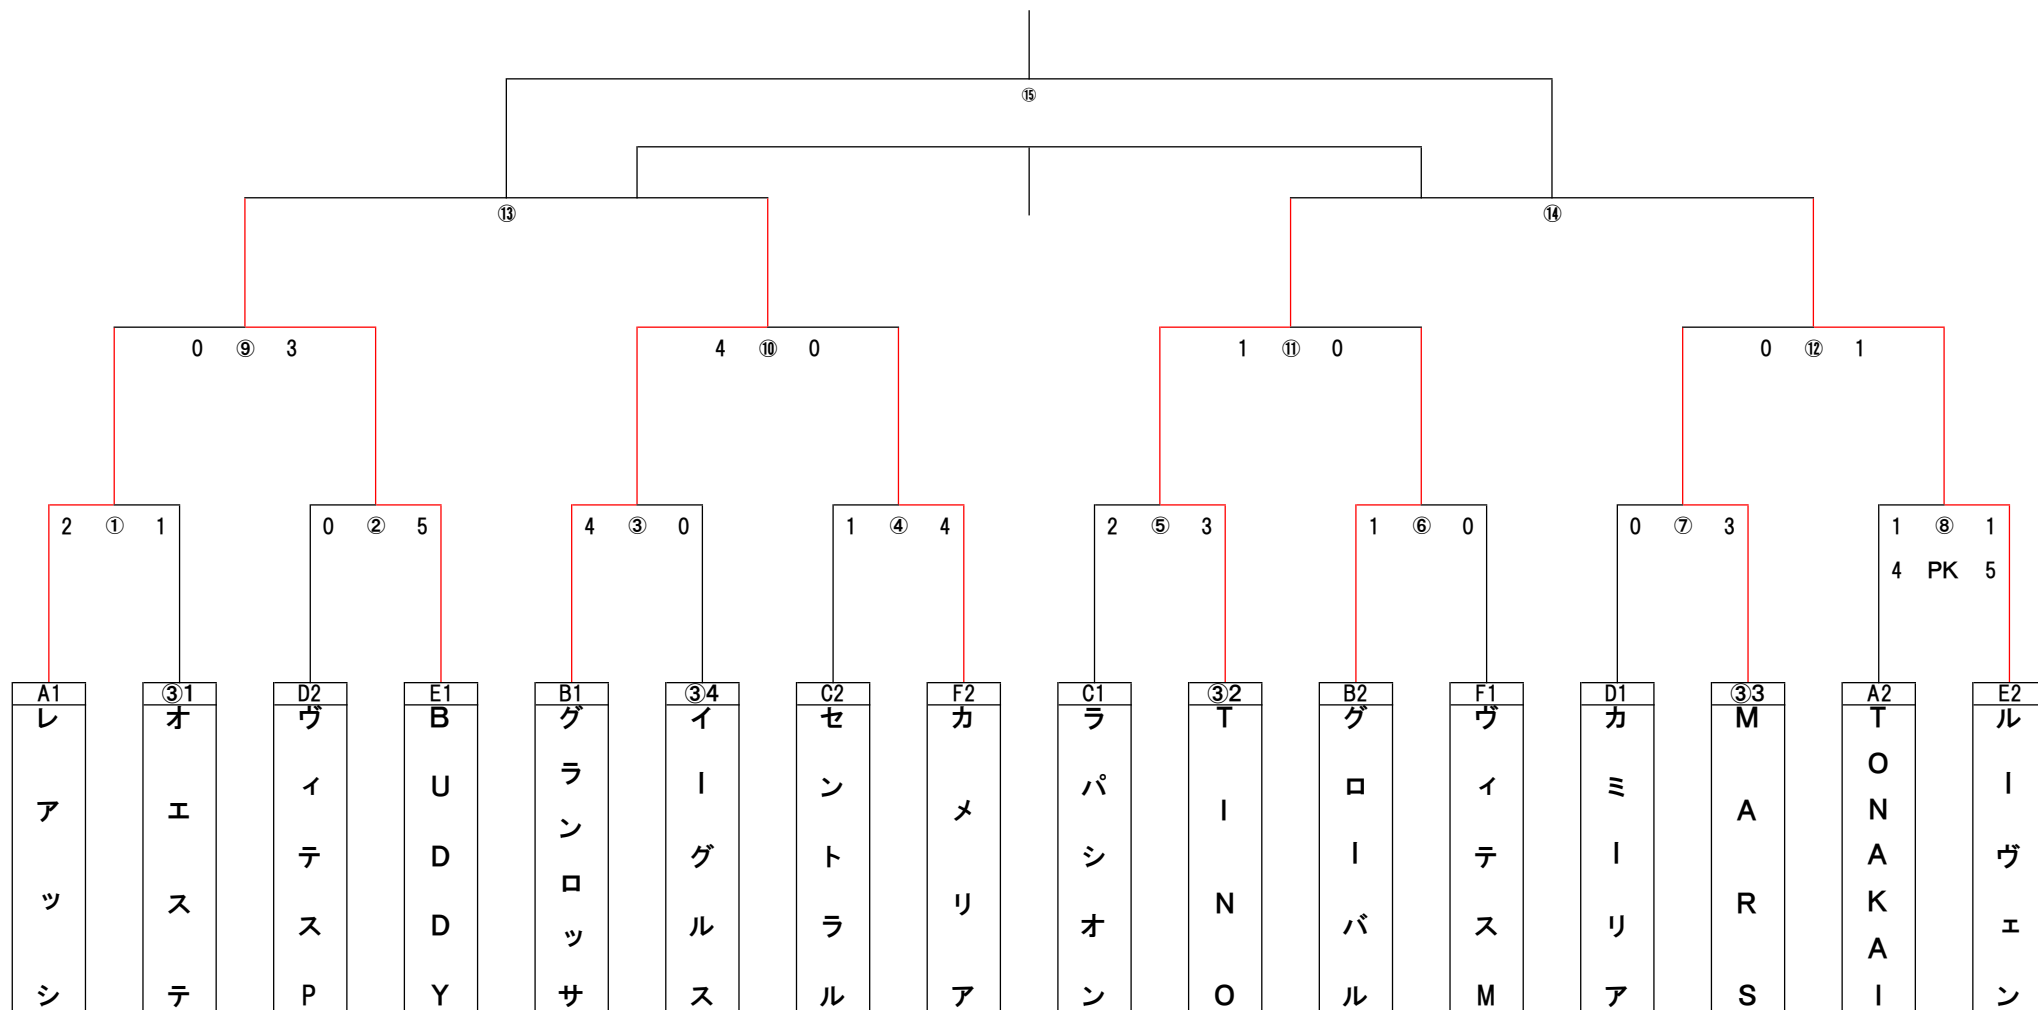 ⑮
⑬ ⑭
0 ⑨ 3 4 ⑩ 0 1 ⑪ 0 0 ⑫ 1
2 ① 1 0 ② 5 4 ③ 0 1 ④ 4 2 ⑤ 3 1 ⑥ 0 0 ⑦ 3 1 ⑧ 1
4 PK 5
A1 ③1 D2 E1 B1 ③4 C2 F2 C1 ③2 B2 F1 D1 ③3 A2 E2
レアッシ
オエステ
ヴィテスP
BUDDY
グランロッサ
イーグルス
セントラル
カメリア
ラパシオン
TINO
グローバル
ヴィテスM
カミーリア
MARS
TONAKAI
ルーヴェン